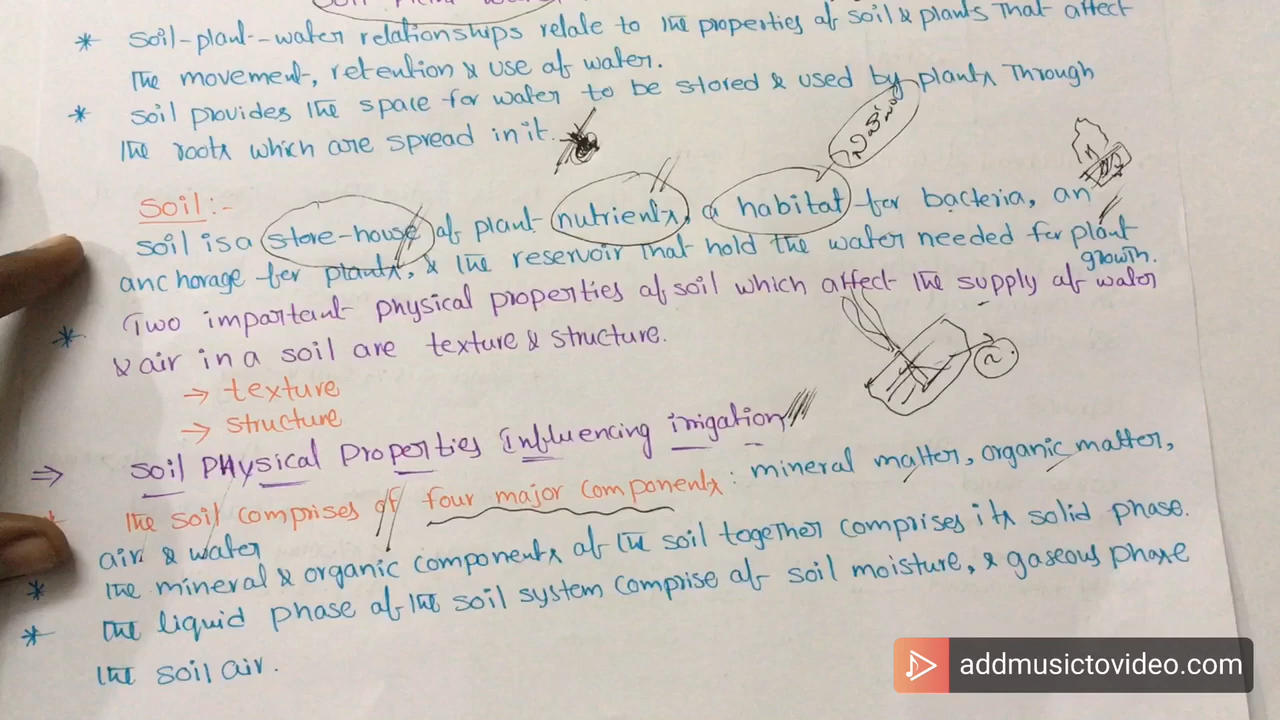 * Soil-plant-water relationships relate to the properties of soil & plants that affect
the movement, retention & use of water.
* soil provides the space for water to be stored & used by plants through
the roots which are spread in it.
Soil:-
soil is a store-house of plant nutrients, a habitat for bacteria, an
anchorage for plants, & the reservoir that hold the water needed for plant
growth.
* Two important physical properties of soil which affect the supply of water
& air in a soil are texture & structure.
→ texture
→ structure
⇒ Soil Physical Properties influencing irrigation
* the soil comprises of four major components: mineral matter, organic matter,
air & water
* the mineral & organic components of the soil together comprises its solid phase.
* the liquid phase of the soil system comprise of soil moisture, & gaseous phase
the soil air.
addmusictovideo.com